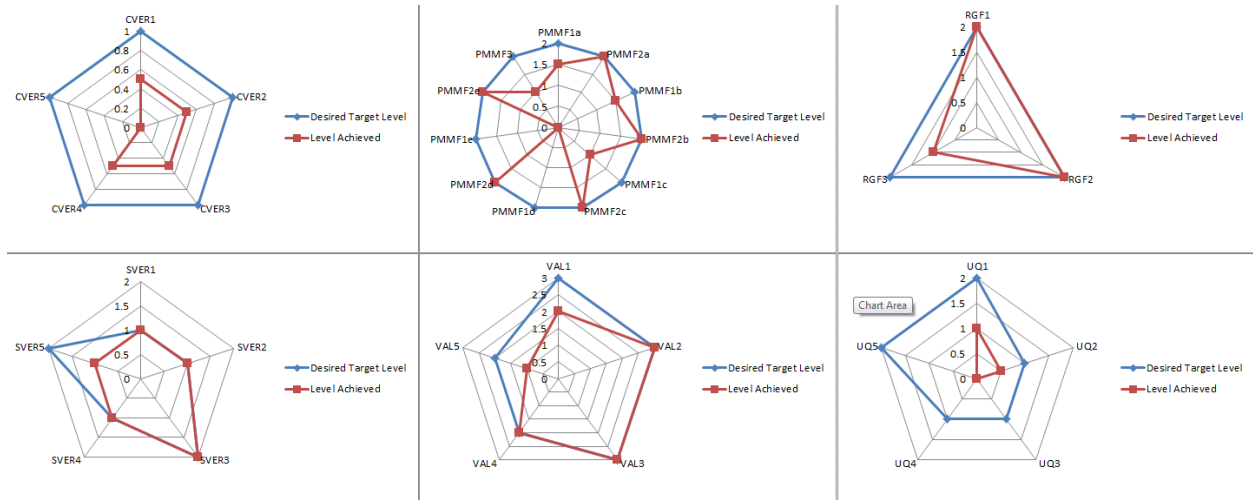 CVER1
1
0.8
0.6
0.4
0.2
0
CVER2
CVER3
CVER4
CVER5
Desired Target Level
Level Achieved
PMMF1a
2
1.5
1
0.5
0
PMMF2a
PMMF1b
PMMF2b
PMMF1c
PMMF2c
PMMF1d
PMMF2d
PMMF1e
PMMF2e
PMMF3
Desired Target Level
Level Achieved
RGF1
2
1.5
1
0.5
0
RGF2
RGF3
Desired Target Level
Level Achieved
SVER1
2
1.5
1
0.5
0
SVER2
SVER3
SVER4
SVER5
Desired Target Level
Level Achieved
VAL1
3
2.5
2
1.5
1
0.5
0
VAL2
VAL3
VAL4
VAL5
Desired Target Level
Level Achieved
Chart Area
UQ1
2
1.5
1
0.5
0
UQ2
UQ3
UQ4
UQ5
Desired Target Level
Level Achieved